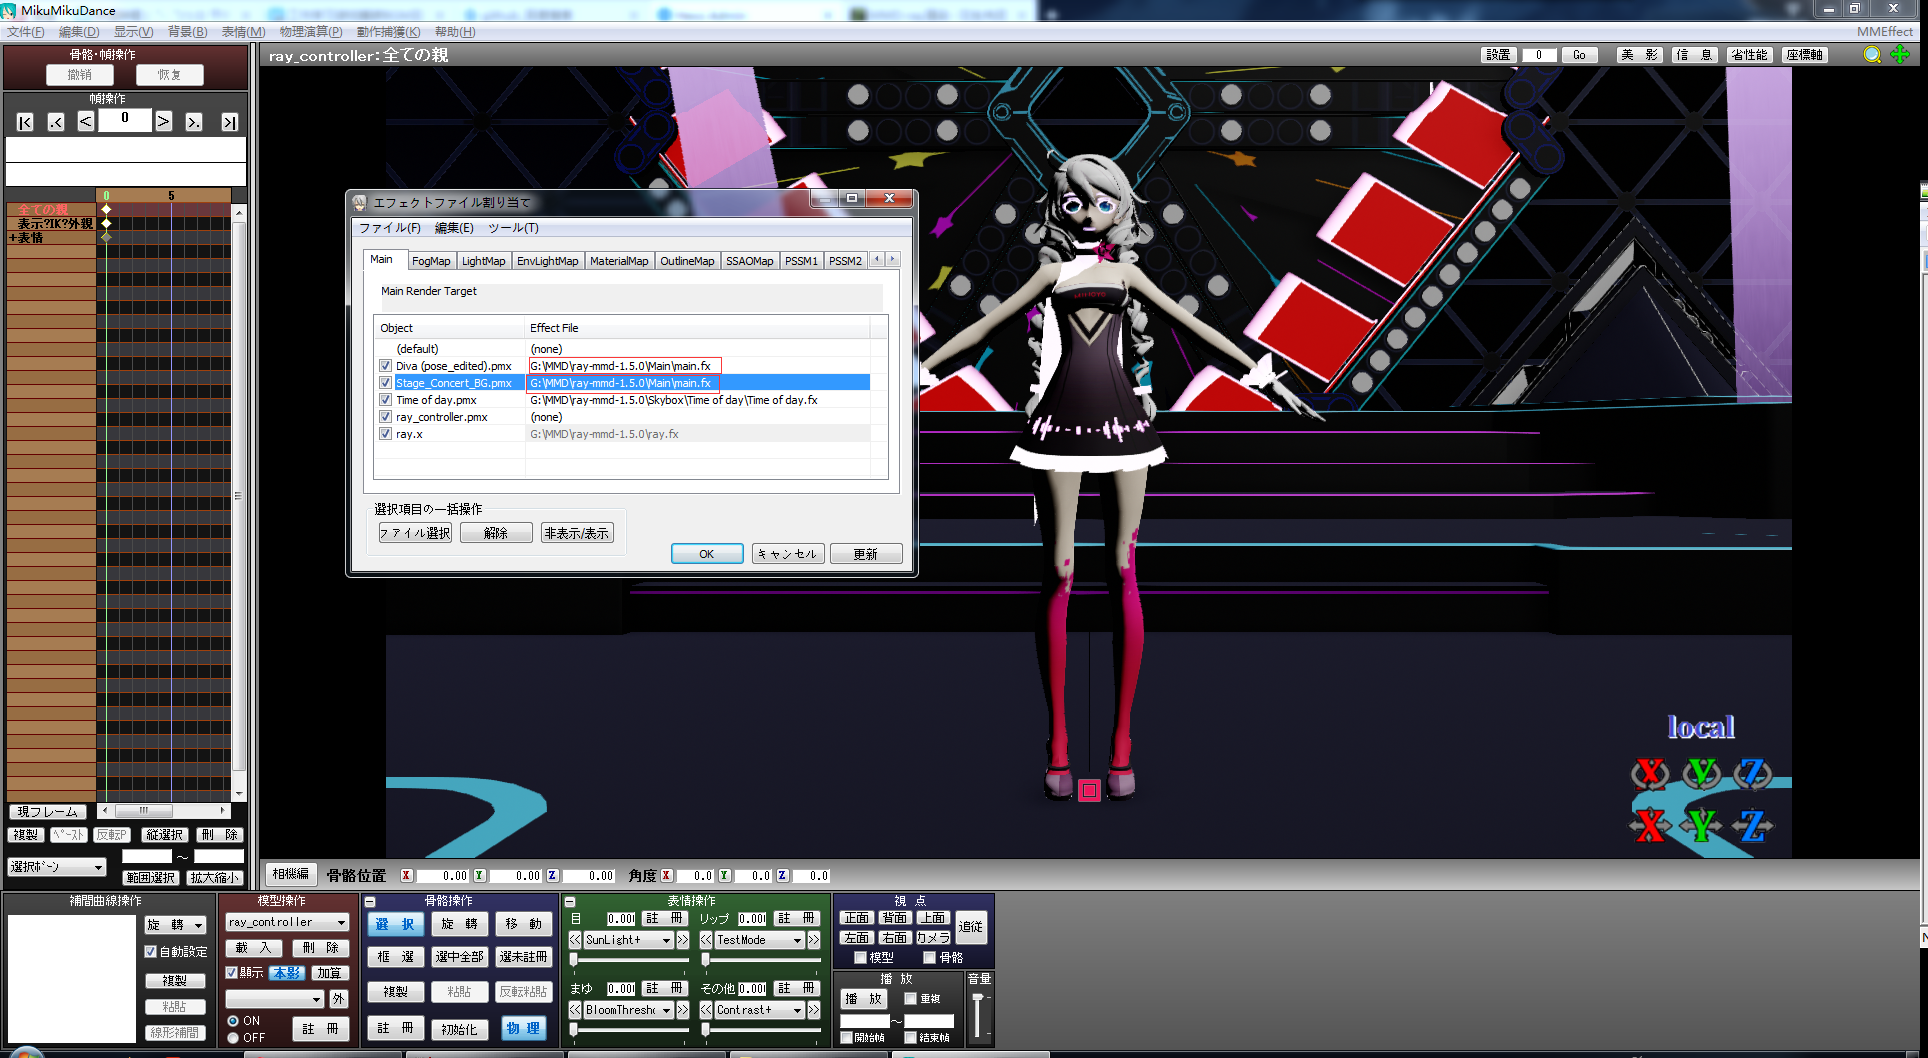 MikuMikuDance
文件(F) 编辑(D) 显示(V) 背景(B) 表情(M) 物理演算(P) 動作捕獲(K) 帮助(H)
MMEffect
骨骼·幀操作
撤销 恢复
幀操作
|< .< < 0 > >. >|
0 5
全ての親
表示?IK?外親
+表情
現フレーム
複製 ペースト 反転P 縦選択 刪 除
選択ボーン
~
範囲選択 拡大縮小
ray_controller:全ての親
設置 0 Go 美 影 信 息 省性能 座標軸
エフェクトファイル割り当て
ファイル(F) 編集(E) ツール(T)
Main FogMap LightMap EnvLightMap MaterialMap OutlineMap SSAOMap PSSM1 PSSM2
Main Render Target
Object Effect File
(default) (none)
Diva (pose_edited).pmx G:\MMD\ray-mmd-1.5.0\Main\main.fx
Stage_Concert_BG.pmx G:\MMD\ray-mmd-1.5.0\Main\main.fx
Time of day.pmx G:\MMD\ray-mmd-1.5.0\Skybox\Time of day\Time of day.fx
ray_controller.pmx (none)
ray.x G:\MMD\ray-mmd-1.5.0\ray.fx
選択項目の一括操作
ファイル選択 解除 非表示/表示
OK キャンセル 更新
MIHOYO
local
X Y Z
X Y Z
相機編 骨骼位置 X 0.00 Y 0.00 Z 0.00 角度 X 0.0 Y 0.0 Z 0.0
補間曲線操作
旋 轉
自動設定
複製
粘貼
線形補間
模型操作
ray_controller
載 入 刪 除
顯示 本影 加算
外
ON
OFF
註 冊
骨骼操作
選 択 旋 轉 移 動
框 選 選中全部 選未註冊
複製 粘貼 反転粘貼
註 冊 初始化 物 理
表情操作
目 0.000 註 冊 リップ 0.000 註 冊
<< SunLight+ >> << TestMode >>
まゆ 0.000 註 冊 その他 0.000 註 冊
<< BloomThresho >> << Contrast+ >>
視 点
正面 背面 上面 追従
左面 右面 カメラ
模型 骨骼
播 放 音量
播 放 重複
~
開始幀 結束幀